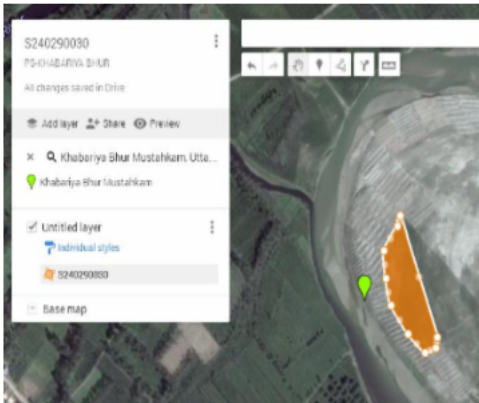 S240290030
PS-KHABARIYA BHUR
All changes saved in Drive
Add layer Share Preview
Khabariya Bhur Mustahkam, Utta...
Khabariya Bhur Mustahkam
Untitled layer
Individual styles
S240290030
Base map